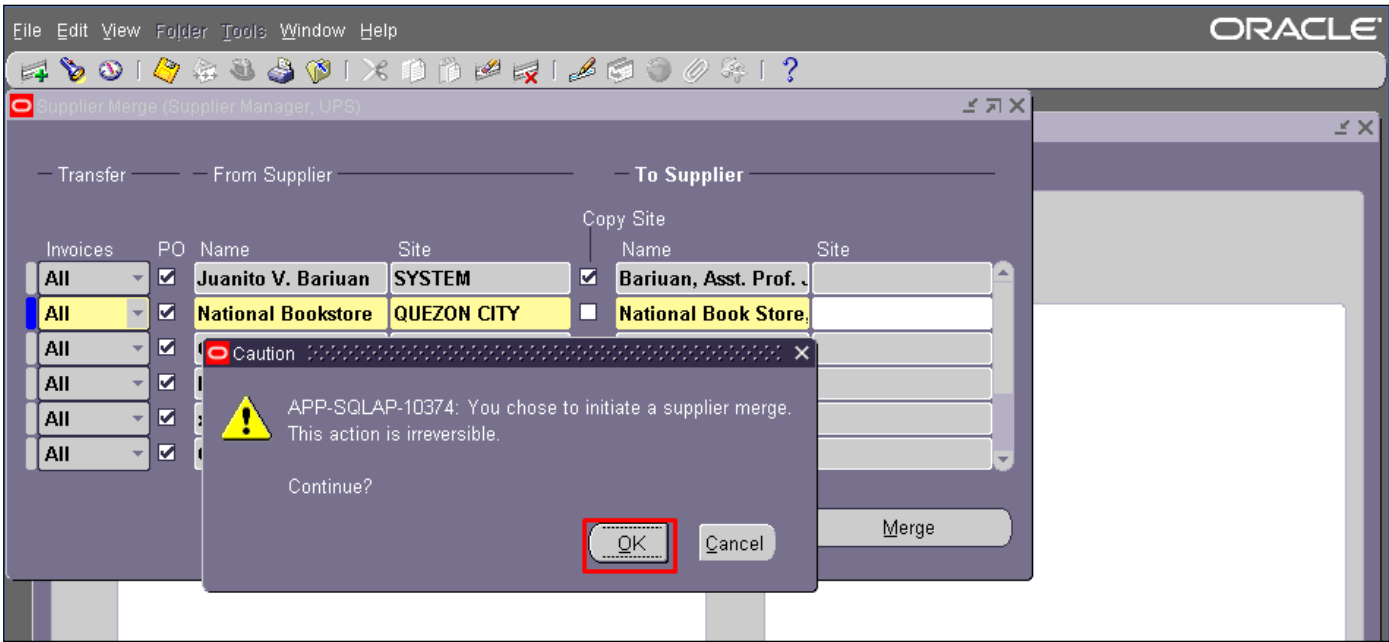 File Edit View Folder Tools Window Help
ORACLE
Supplier Merge (Supplier Manager, UPS)
Transfer From Supplier To Supplier
Copy Site
Invoices PO Name Site Name Site
All Juanito V. Bariuan SYSTEM Bariuan, Asst. Prof.
All National Bookstore QUEZON CITY National Book Store,
All
All
All
All
Caution
APP-SQLAP-10374: You chose to initiate a supplier merge.
This action is irreversible.
Continue?
OK Cancel
Merge